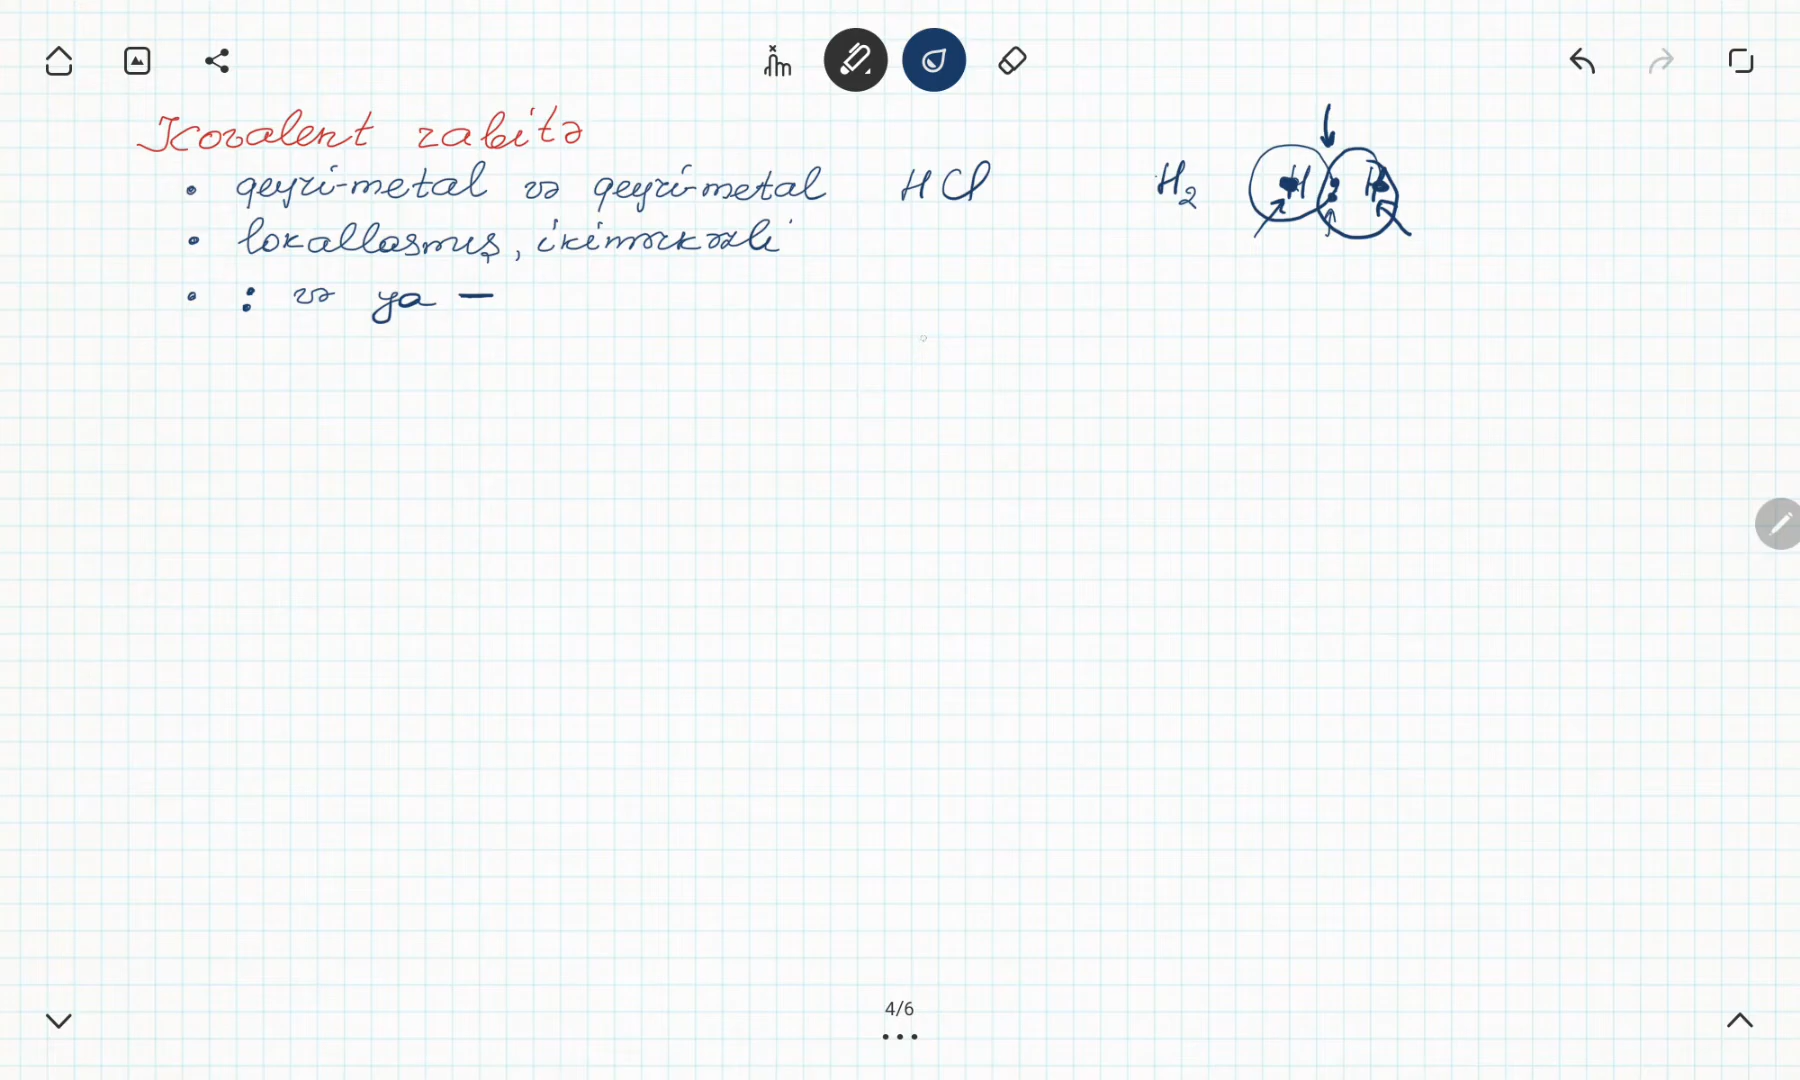 Kovalent rabitə
• qeyri-metal və qeyri-metal HCl
• lokallaşmış, ikimərkəzli
• : və ya —
H₂ H : H
4/6